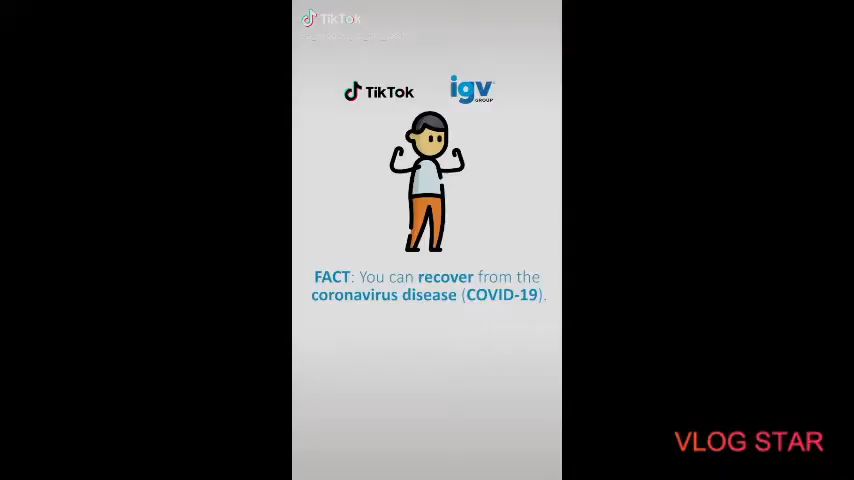 TikTok
TikTok
igv
GROUP
FACT: You can recover from the
coronavirus disease (COVID-19).
VLOG STAR